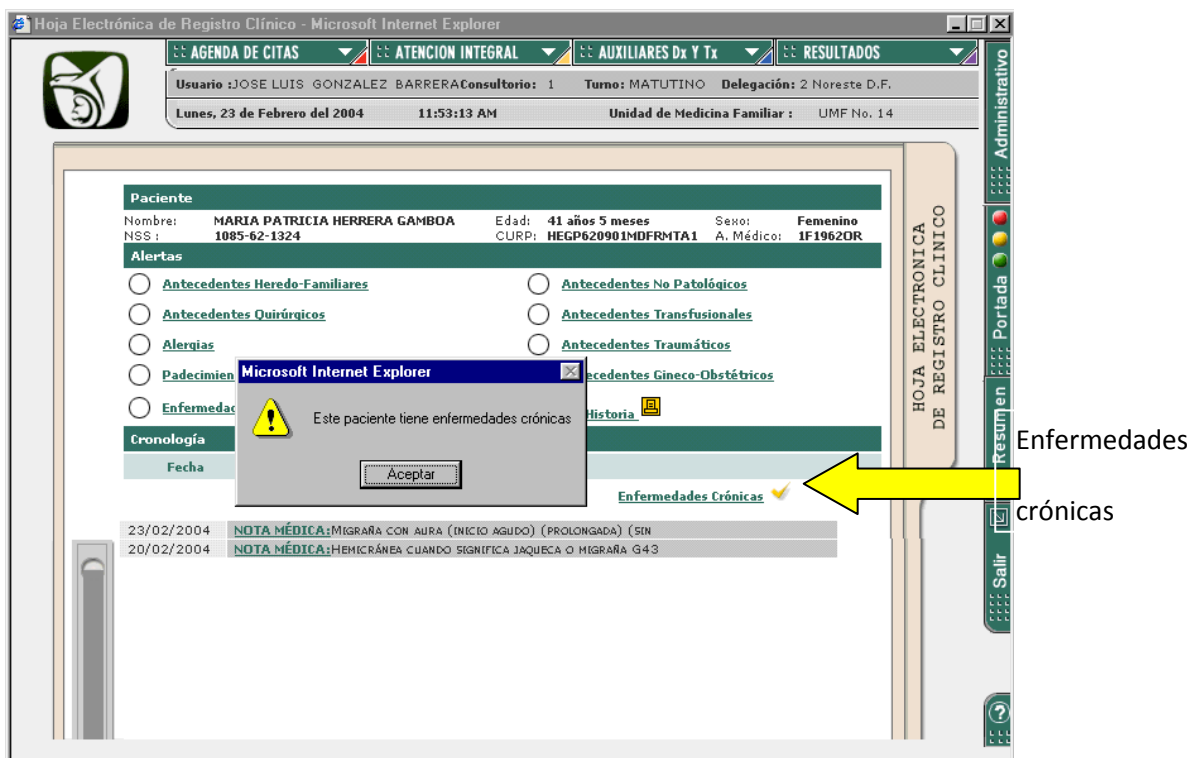 Hoja Electrónica de Registro Clínico - Microsoft Internet Explorer
AGENDA DE CITAS ATENCION INTEGRAL AUXILIARES Dx Y Tx RESULTADOS
Usuario :JOSE LUIS GONZALEZ BARRERAConsultorio: 1 Turno: MATUTINO Delegación: 2 Noreste D.F.
Lunes, 23 de Febrero del 2004 11:53:13 AM Unidad de Medicina Familiar : UMF No. 14
Paciente
Nombre: MARIA PATRICIA HERRERA GAMBOA Edad: 41 años 5 meses Sexo: Femenino
NSS : 1085-62-1324 CURP: HEGP620901MDFRMTA1 A. Médico: 1F1962OR
Alertas
Antecedentes Heredo-Familiares Antecedentes No Patológicos
Antecedentes Quirúrgicos Antecedentes Transfusionales
Alergias Antecedentes Traumáticos
Padecimien ecedentes Gineco-Obstétricos
Enfermedad Historia
Microsoft Internet Explorer
Este paciente tiene enfermedades crónicas
Aceptar
Cronología
Fecha
Enfermedades Crónicas
23/02/2004 NOTA MÉDICA:MIGRAÑA CON AURA (INICIO AGUDO) (PROLONGADA) (SIN
20/02/2004 NOTA MÉDICA:HEMICRÁNEA CUANDO SIGNIFICA JAQUECA O MIGRAÑA G43
HOJA ELECTRONICA
DE REGISTRO CLINICO
Administrativo
Portada
Resumen
Salir
?
Enfermedades
crónicas